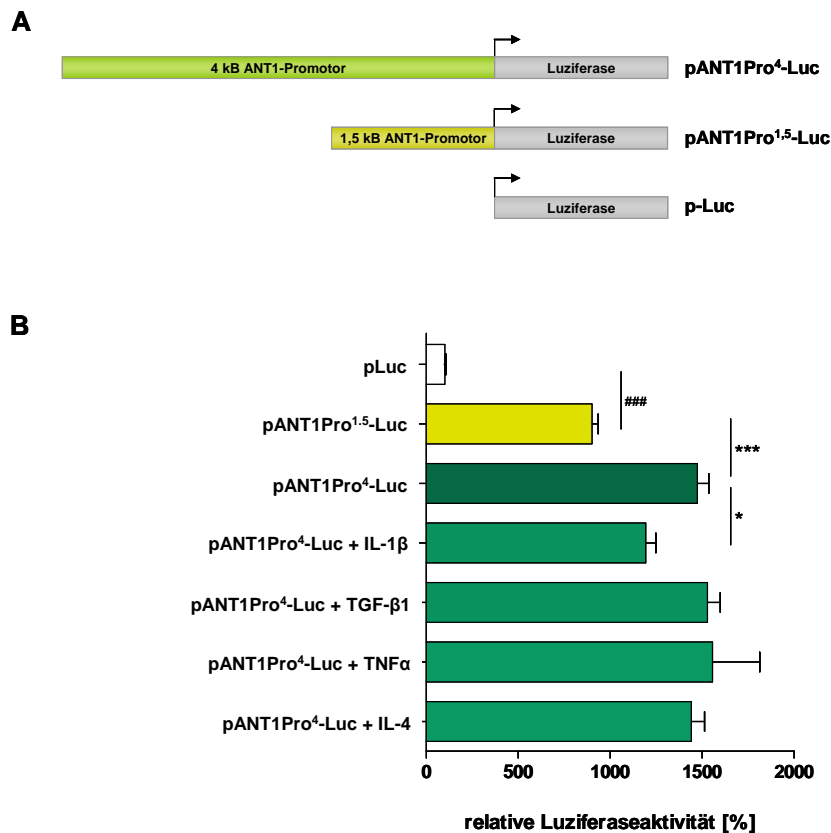 A
4 kB ANT1-Promotor Luziferase pANT1Pro⁴-Luc
1,5 kB ANT1-Promotor Luziferase pANT1Pro¹,⁵-Luc
Luziferase p-Luc
B
pLuc
###
pANT1Pro¹·⁵-Luc
***
pANT1Pro⁴-Luc
*
pANT1Pro⁴-Luc + IL-1β
pANT1Pro⁴-Luc + TGF-β1
pANT1Pro⁴-Luc + TNFα
pANT1Pro⁴-Luc + IL-4
0 500 1000 1500 2000
relative Luziferaseaktivität [%]